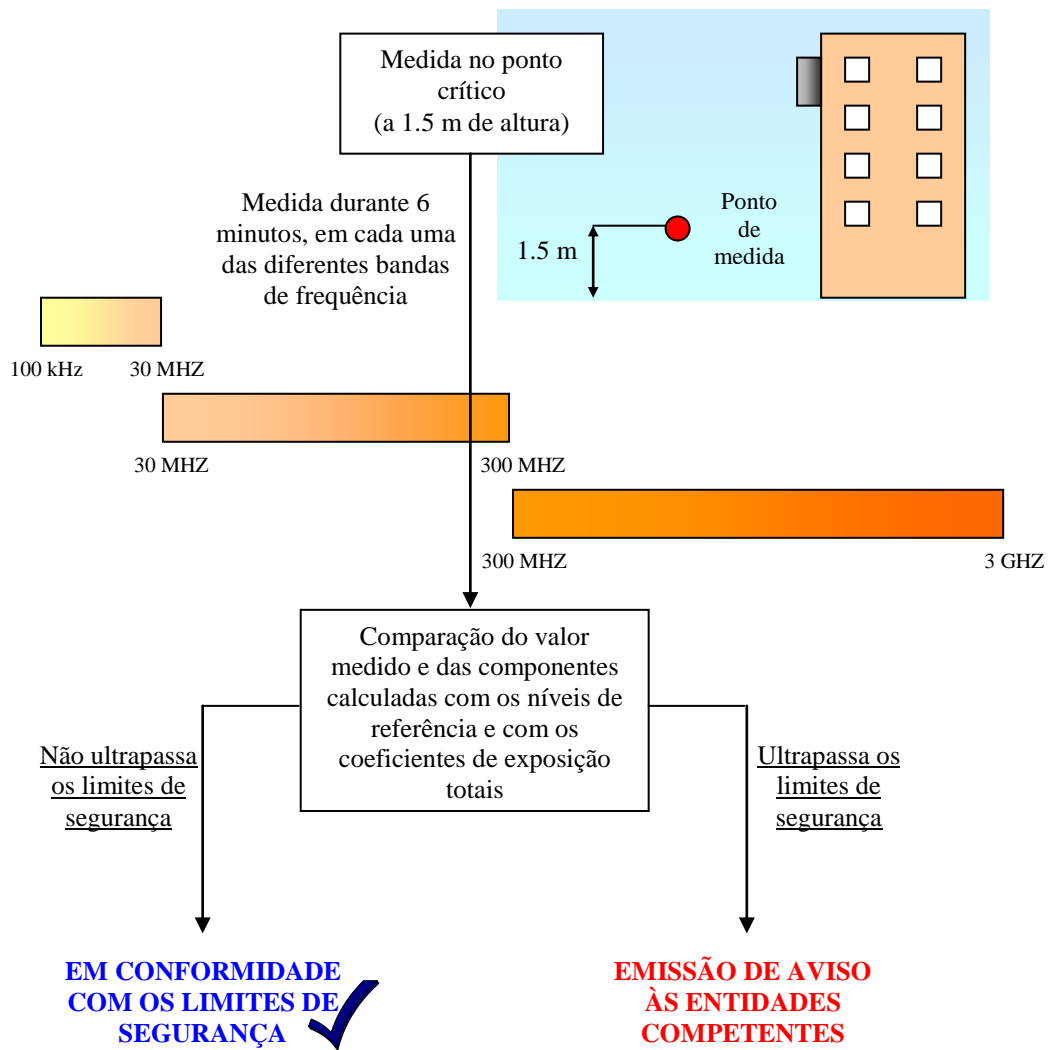 Medida no ponto
crítico
(a 1.5 m de altura)
Medida durante 6
minutos, em cada uma
das diferentes bandas
de frequência
1.5 m
Ponto
de
medida
100 kHz
30 MHZ
30 MHZ
300 MHZ
300 MHZ
3 GHZ
Comparação do valor
medido e das componentes
calculadas com os níveis de
referência e com os
coeficientes de exposição
totais
Não ultrapassa
os limites de
segurança
Ultrapassa os
limites de
segurança
EM CONFORMIDADE
COM OS LIMITES DE
SEGURANÇA
EMISSÃO DE AVISO
ÀS ENTIDADES
COMPETENTES